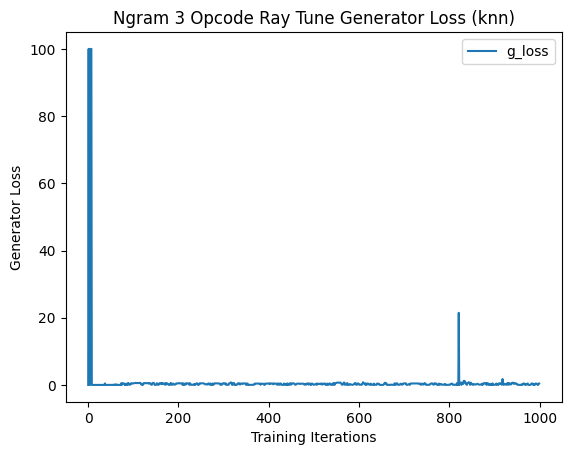 Ngram 3 Opcode Ray Tune Generator Loss (knn)
g_loss
100
80
60
40
20
0
Generator Loss
0 200 400 600 800 1000
Training Iterations